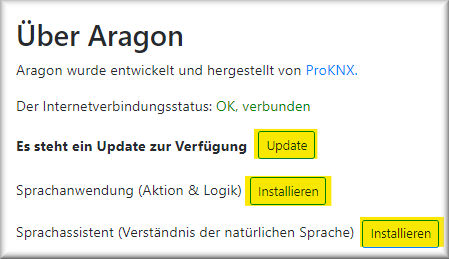 Über Aragon
Aragon wurde entwickelt und hergestellt von ProKNX.
Der Internetverbindungsstatus: OK, verbunden
Es steht ein Update zur Verfügung Update
Sprachanwendung (Aktion & Logik) Installieren
Sprachassistent (Verständnis der natürlichen Sprache) Installieren